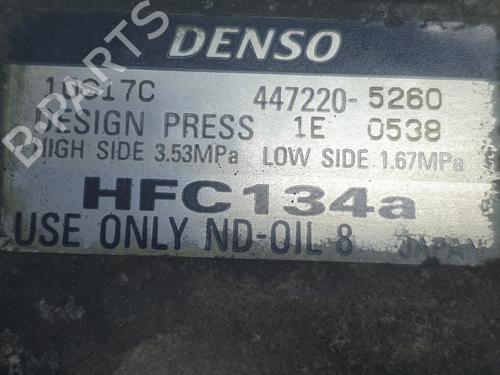 DENSO
10S17C 447220-5260
DESIGN PRESS 1E 0538
HIGH SIDE 3.53MPa LOW SIDE 1.67MPa
HFC134a
USE ONLY ND-OIL 8 JAPAN
B-PARTS